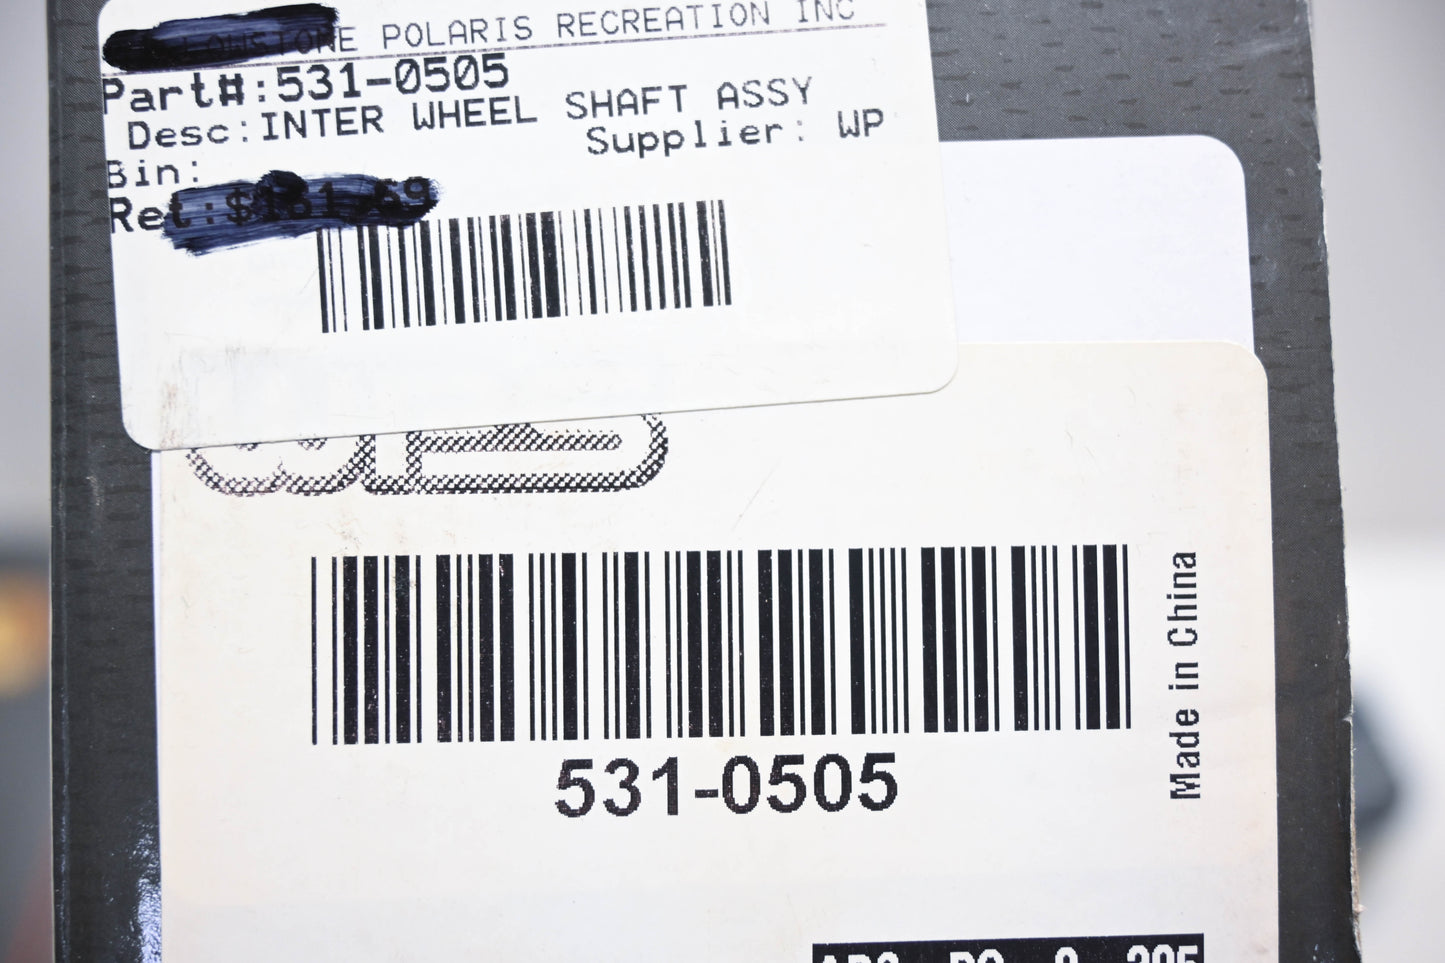 POLARIS RECREATION INC
Part#:531-0505
Desc:INTER WHEEL SHAFT ASSY
Supplier: WP
Bin:
Ret:
531-0505
Made in China